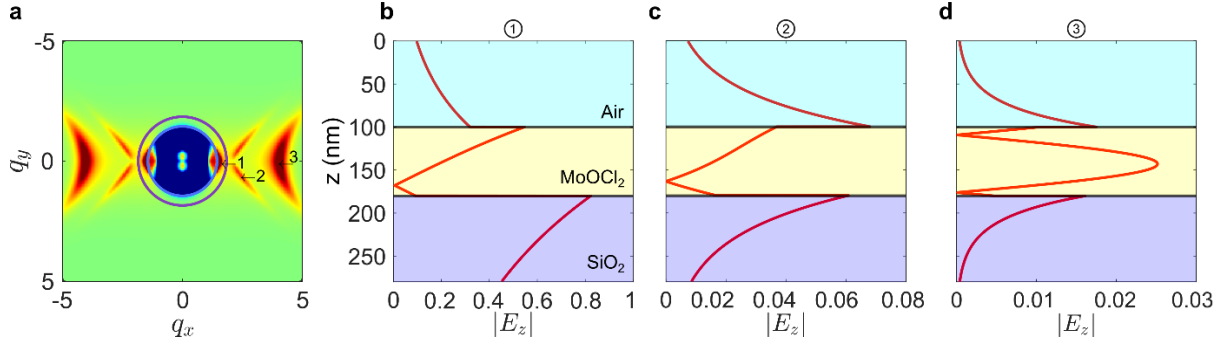 a
-5
0
5
-5
0
5
q_y
q_x
1
2
3
b
①
0
50
100
150
200
250
z (nm)
Air
MoOCl₂
SiO₂
0
0.2
0.4
0.6
0.8
1
|E_z|
c
②
0
0.02
0.04
0.06
0.08
|E_z|
d
③
0
0.01
0.02
0.03
|E_z|